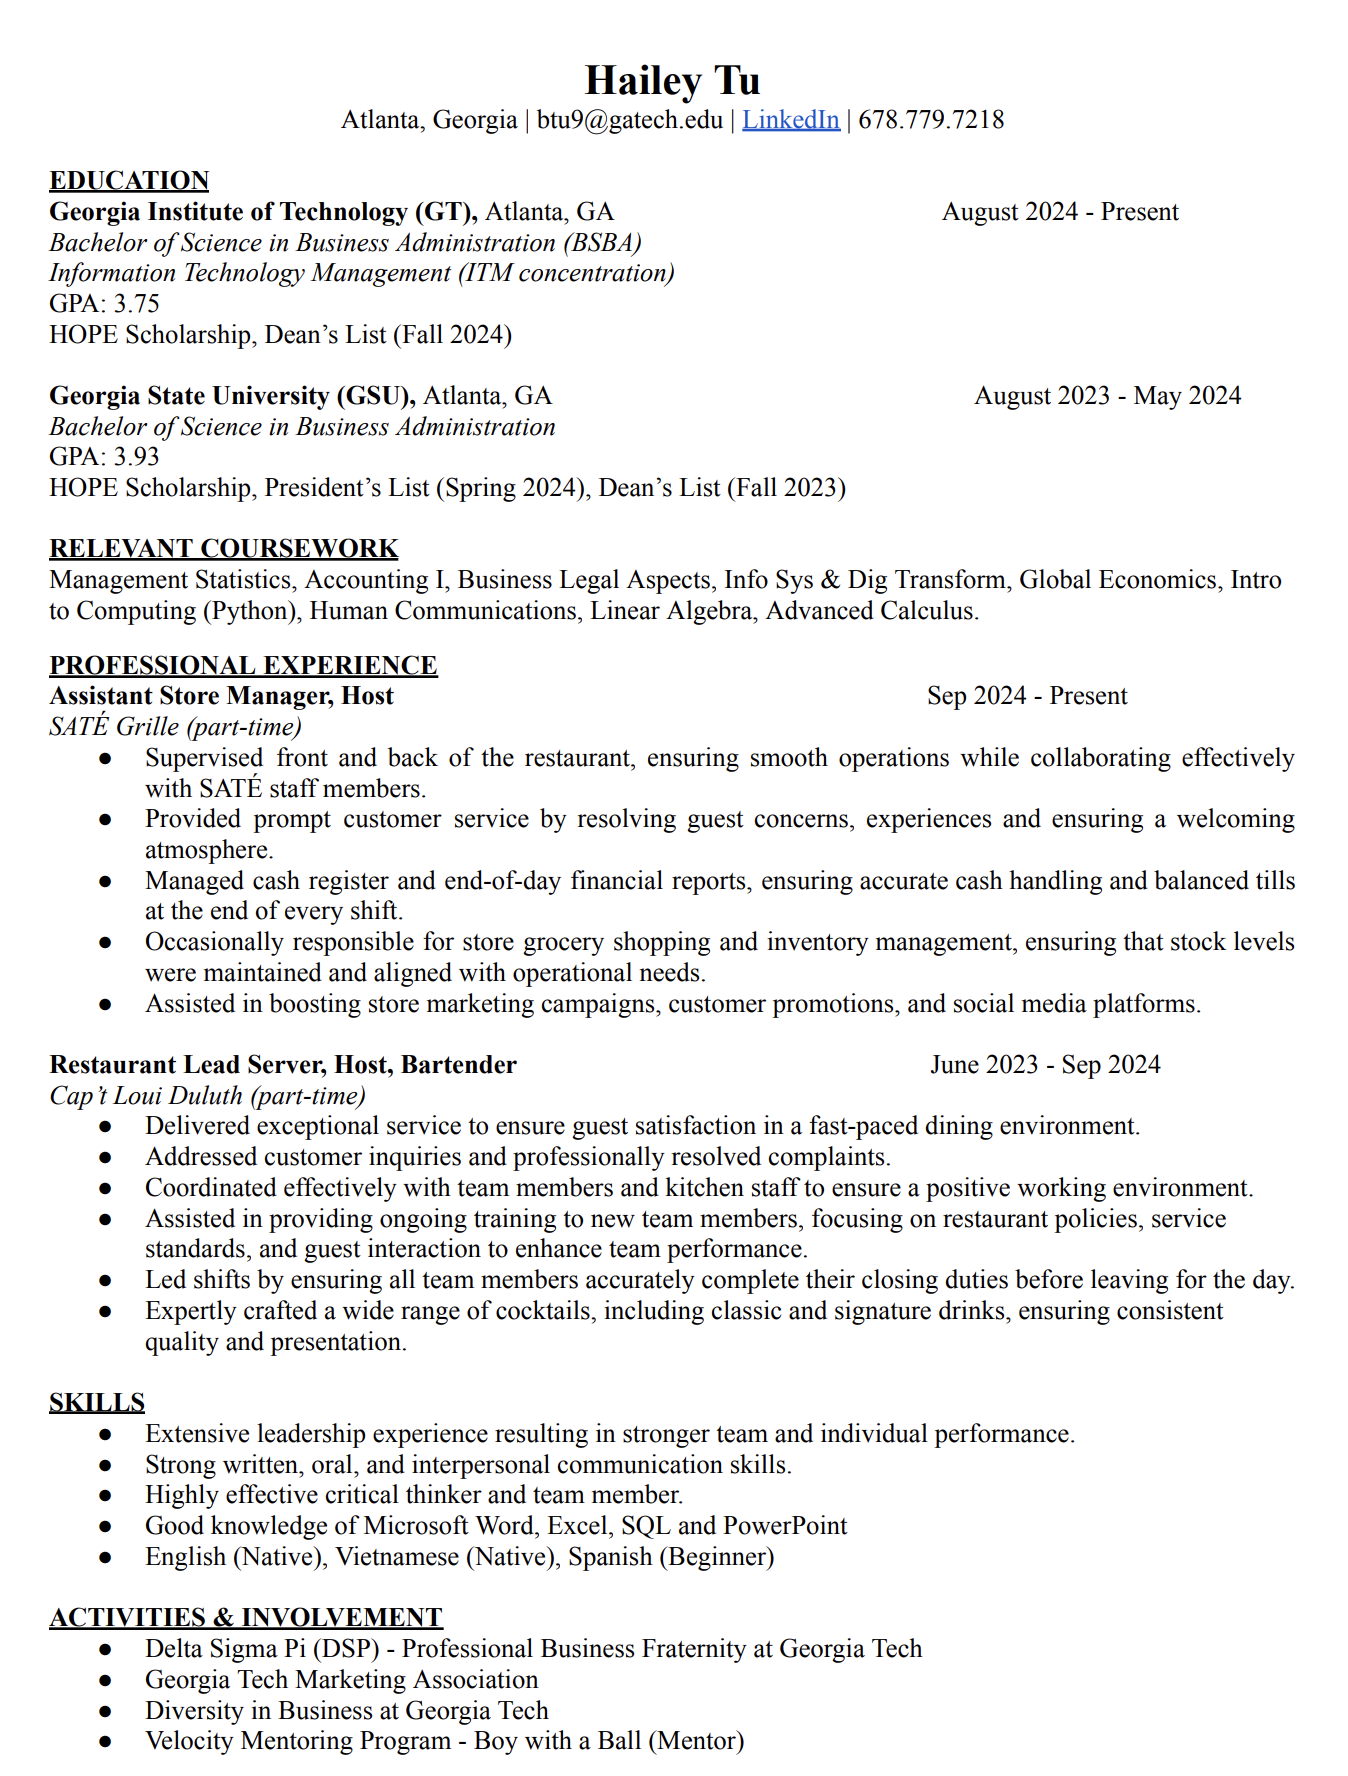 Hailey Tu
Atlanta, Georgia | btu9@gatech.edu | LinkedIn | 678.779.7218
EDUCATION
Georgia Institute of Technology (GT), Atlanta, GA August 2024 - Present
Bachelor of Science in Business Administration (BSBA)
Information Technology Management (ITM concentration)
GPA: 3.75
HOPE Scholarship, Dean’s List (Fall 2024)
Georgia State University (GSU), Atlanta, GA August 2023 - May 2024
Bachelor of Science in Business Administration
GPA: 3.93
HOPE Scholarship, President’s List (Spring 2024), Dean’s List (Fall 2023)
RELEVANT COURSEWORK
Management Statistics, Accounting I, Business Legal Aspects, Info Sys & Dig Transform, Global Economics, Intro
to Computing (Python), Human Communications, Linear Algebra, Advanced Calculus.
PROFESSIONAL EXPERIENCE
Assistant Store Manager, Host Sep 2024 - Present
SATÉ Grille (part-time)
● Supervised front and back of the restaurant, ensuring smooth operations while collaborating effectively
with SATÉ staff members.
● Provided prompt customer service by resolving guest concerns, experiences and ensuring a welcoming
atmosphere.
● Managed cash register and end-of-day financial reports, ensuring accurate cash handling and balanced tills
at the end of every shift.
● Occasionally responsible for store grocery shopping and inventory management, ensuring that stock levels
were maintained and aligned with operational needs.
● Assisted in boosting store marketing campaigns, customer promotions, and social media platforms.
Restaurant Lead Server, Host, Bartender June 2023 - Sep 2024
Cap’t Loui Duluth (part-time)
● Delivered exceptional service to ensure guest satisfaction in a fast-paced dining environment.
● Addressed customer inquiries and professionally resolved complaints.
● Coordinated effectively with team members and kitchen staff to ensure a positive working environment.
● Assisted in providing ongoing training to new team members, focusing on restaurant policies, service
standards, and guest interaction to enhance team performance.
● Led shifts by ensuring all team members accurately complete their closing duties before leaving for the day.
● Expertly crafted a wide range of cocktails, including classic and signature drinks, ensuring consistent
quality and presentation.
SKILLS
● Extensive leadership experience resulting in stronger team and individual performance.
● Strong written, oral, and interpersonal communication skills.
● Highly effective critical thinker and team member.
● Good knowledge of Microsoft Word, Excel, SQL and PowerPoint
● English (Native), Vietnamese (Native), Spanish (Beginner)
ACTIVITIES & INVOLVEMENT
● Delta Sigma Pi (DSP) - Professional Business Fraternity at Georgia Tech
● Georgia Tech Marketing Association
● Diversity in Business at Georgia Tech
● Velocity Mentoring Program - Boy with a Ball (Mentor)